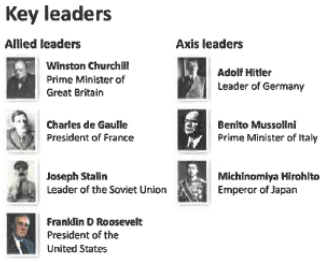 Key leaders
Allied leaders
Winston Churchill
Prime Minister of
Great Britain
Charles de Gaulle
President of France
Joseph Stalin
Leader of the Soviet Union
Franklin D Roosevelt
President of the
United States
Axis leaders
Adolf Hitler
Leader of Germany
Benito Mussolini
Prime Minister of Italy
Michinomiya Hirohito
Emperor of Japan